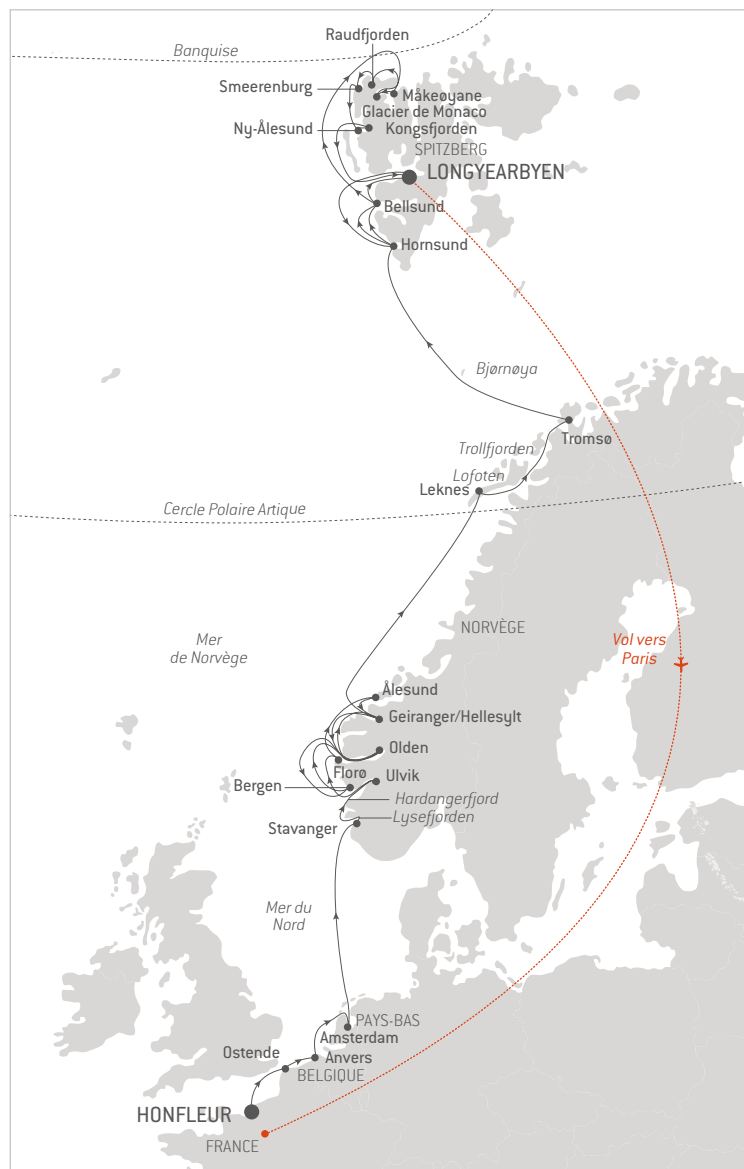 Banquise
Raudfjorden
Smeerenburg
Måkeøyane
Glacier de Monaco
Ny-Ålesund
Kongsfjorden
SPITZBERG
LONGYEARBYEN
Bellsund
Hornsund
Bjørnøya
Tromsø
Trollfjorden
Lofoten
Leknes
Cercle Polaire Artique
NORVÈGE
Mer
de Norvège
Vol vers
Paris
Ålesund
Geiranger/Hellesylt
Olden
Florø
Ulvik
Bergen
Hardangerfjord
Lysefjorden
Stavanger
Mer du
Nord
PAYS-BAS
Amsterdam
Ostende
Anvers
BELGIQUE
HONFLEUR
FRANCE